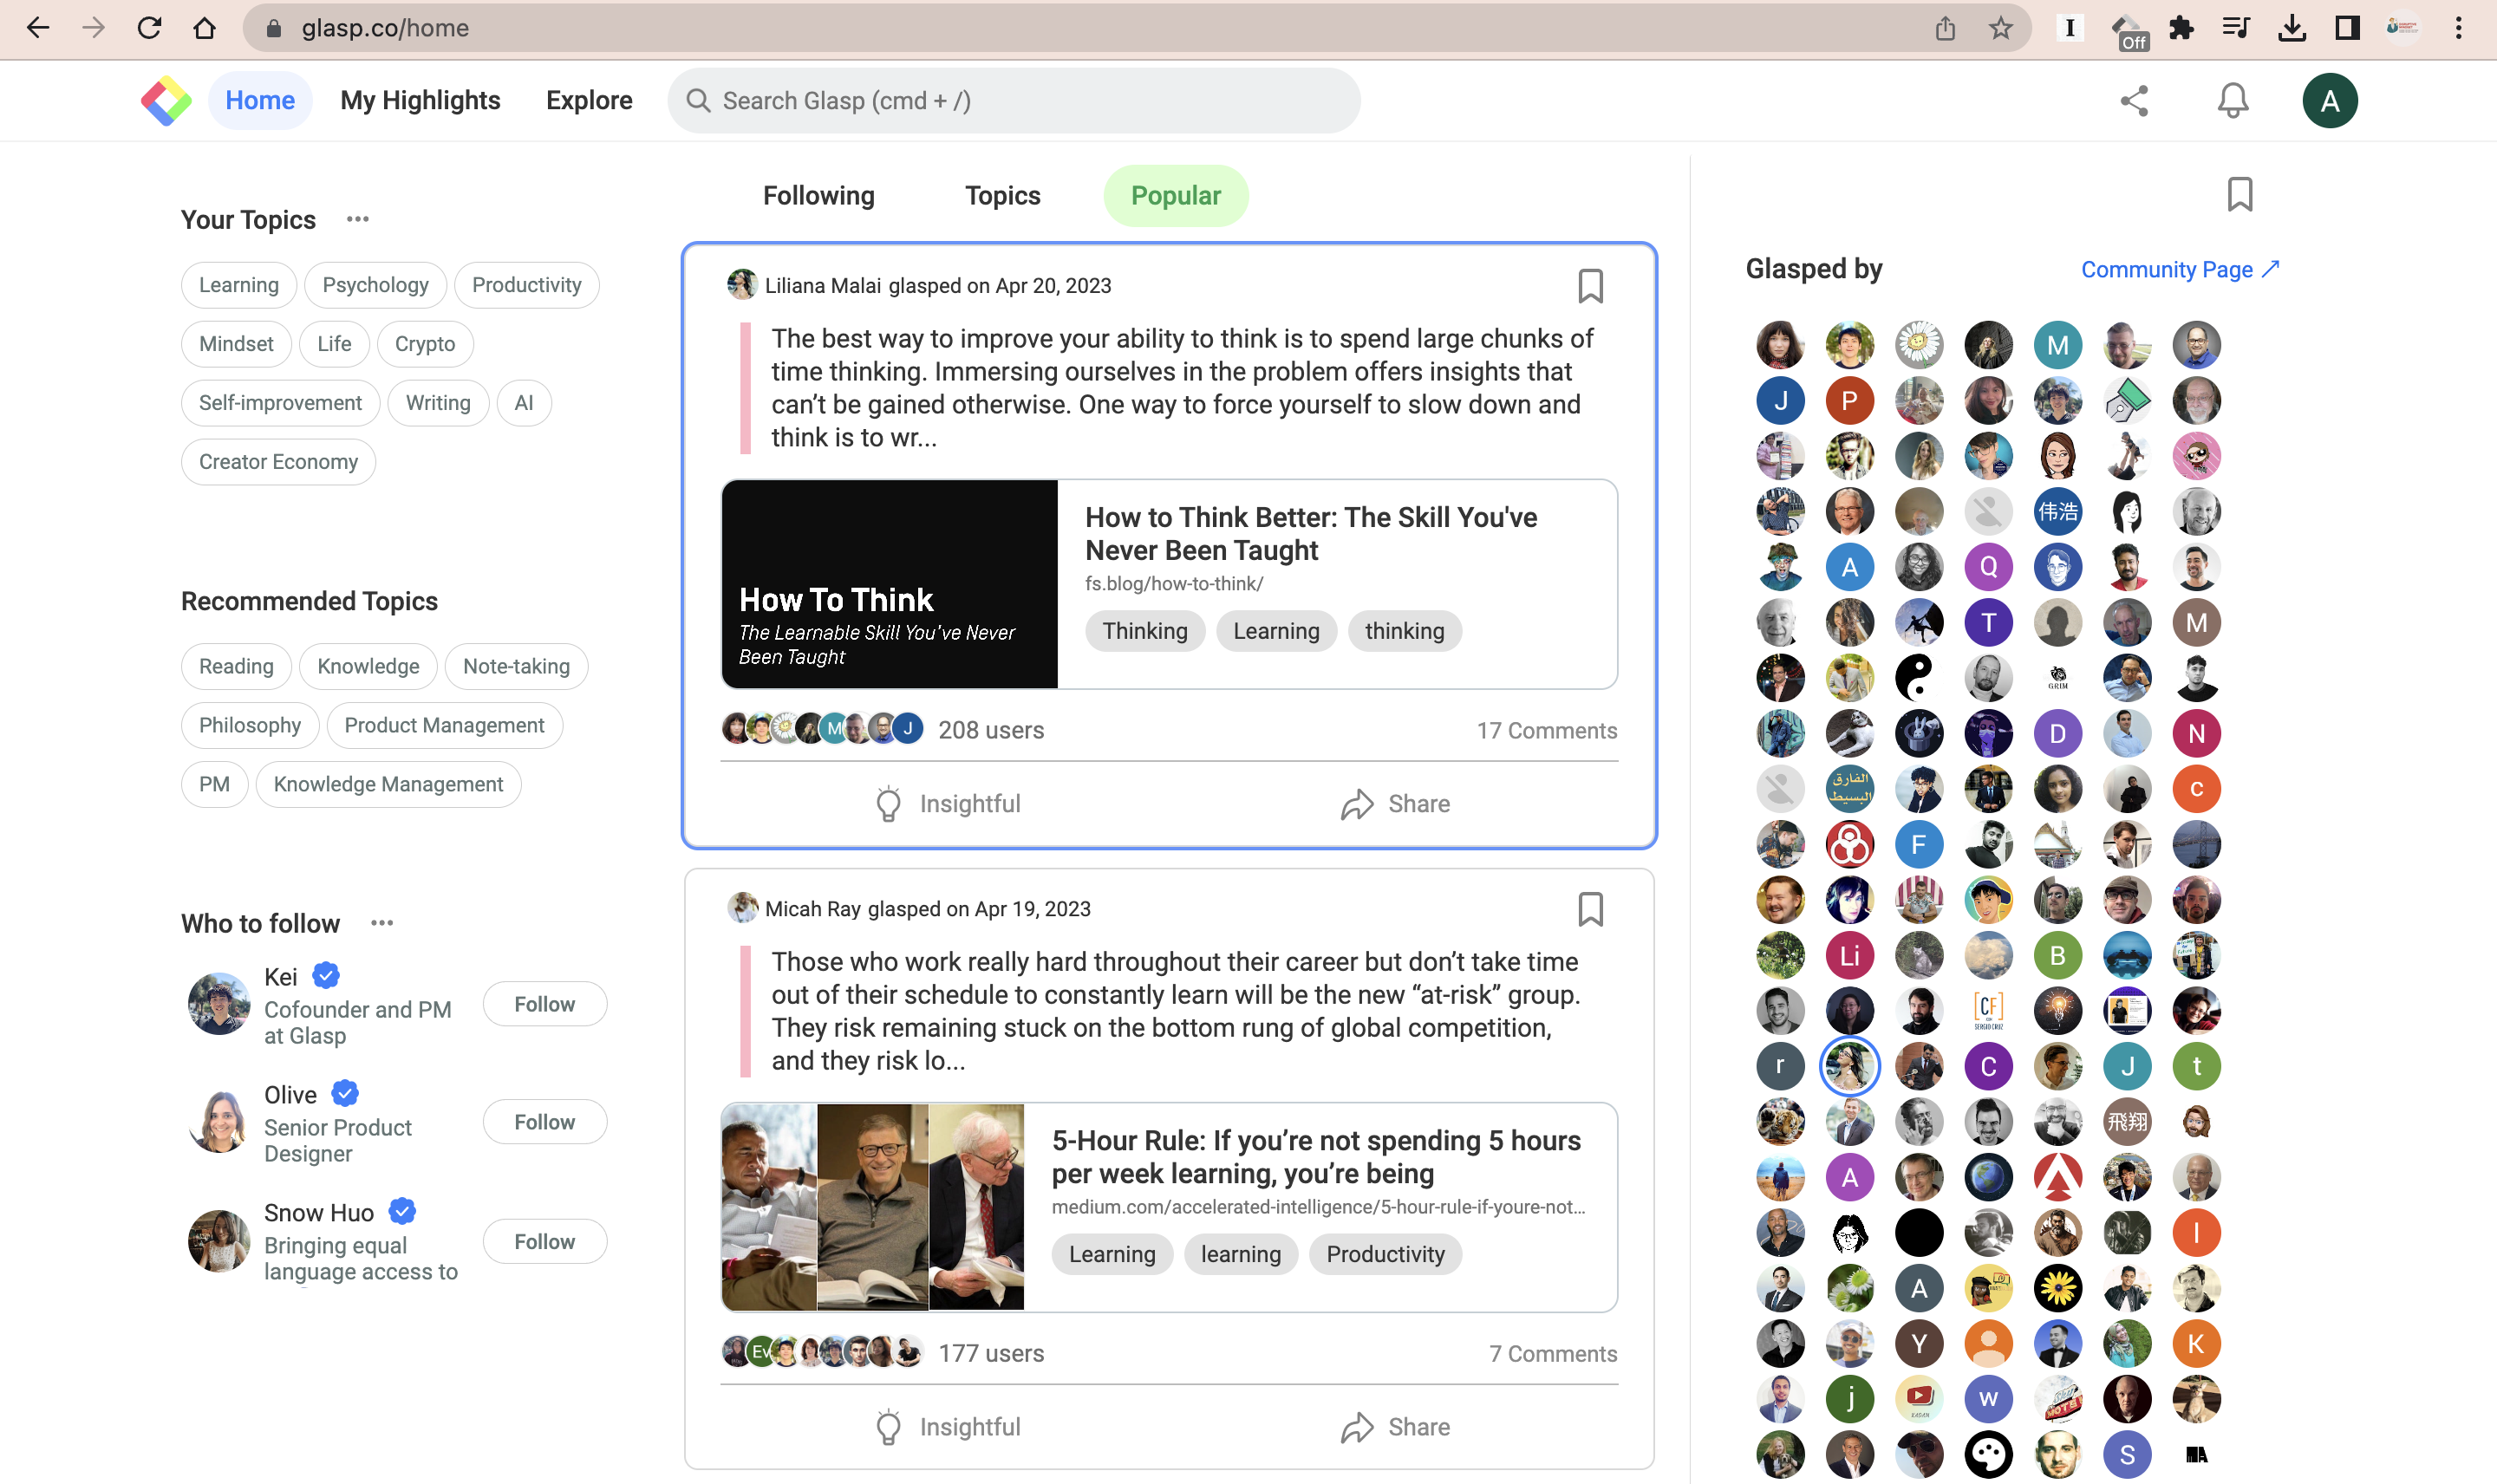 glasp.co/home
Off
Home
My Highlights
Explore
Search Glasp (cmd + /)
A
Your Topics
Learning
Psychology
Productivity
Mindset
Life
Crypto
Self-improvement
Writing
AI
Creator Economy
Recommended Topics
Reading
Knowledge
Note-taking
Philosophy
Product Management
PM
Knowledge Management
Who to follow
Kei
Cofounder and PM
at Glasp
Follow
Olive
Senior Product
Designer
Follow
Snow Huo
Bringing equal
language access to
Follow
Following
Topics
Popular
Liliana Malai glasped on Apr 20, 2023
The best way to improve your ability to think is to spend large chunks of
time thinking. Immersing ourselves in the problem offers insights that
can’t be gained otherwise. One way to force yourself to slow down and
think is to wr...
How To Think
The Learnable Skill You've Never
Been Taught
How to Think Better: The Skill You've
Never Been Taught
fs.blog/how-to-think/
Thinking
Learning
thinking
M
J
208 users
17 Comments
Insightful
Share
Micah Ray glasped on Apr 19, 2023
Those who work really hard throughout their career but don’t take time
out of their schedule to constantly learn will be the new “at-risk” group.
They risk remaining stuck on the bottom rung of global competition,
and they risk lo...
5-Hour Rule: If you’re not spending 5 hours
per week learning, you’re being
medium.com/accelerated-intelligence/5-hour-rule-if-youre-not...
Learning
learning
Productivity
Ev
177 users
7 Comments
Insightful
Share
Glasped by
Community Page
M
J
P
伟浩
A
Q
T
M
GRIM
D
N
الفارق
البسيط
c
F
Li
B
CF
SERGIO CRUZ
r
C
J
t
飛翔
A
I
A
Y
K
j
w
S